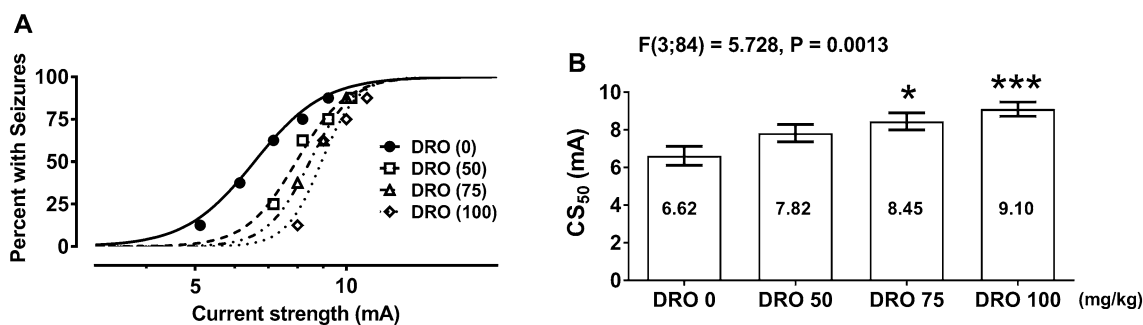 A
Percent with Seizures
100
75
50
25
0
5
10
Current strength (mA)
DRO (0)
DRO (50)
DRO (75)
DRO (100)
F(3;84) = 5.728, P = 0.0013
B
CS50 (mA)
10
8
6
4
2
0
*
***
6.62
7.82
8.45
9.10
DRO 0
DRO 50
DRO 75
DRO 100
(mg/kg)